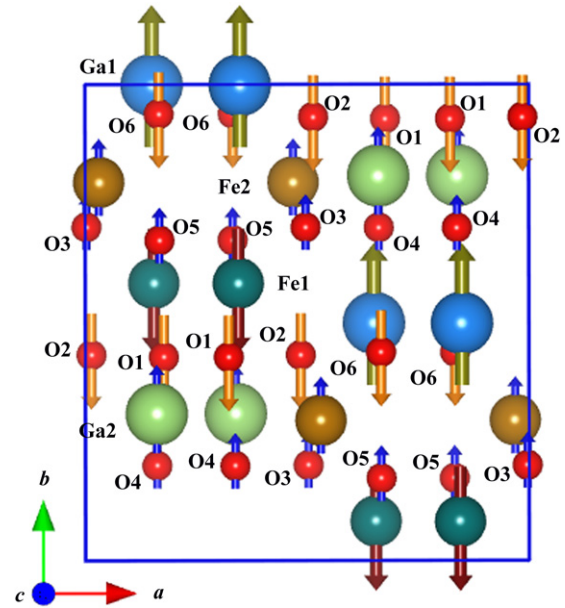 Ga1
O6 O6 O2 O1 O2
O1
Fe2
O3 O5 O5 O3 O4 O4
Fe1
O2 O1 O1 O2 O6 O6
Ga2
O4 O4 O3 O5 O5 O3
b
c a